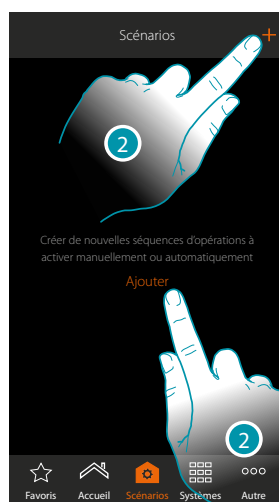 Scénarios
+
2
Créer de nouvelles séquences d'opérations à
activer manuellement ou automatiquement
Ajouter
2
Favoris Accueil Scénarios Systèmes Autre